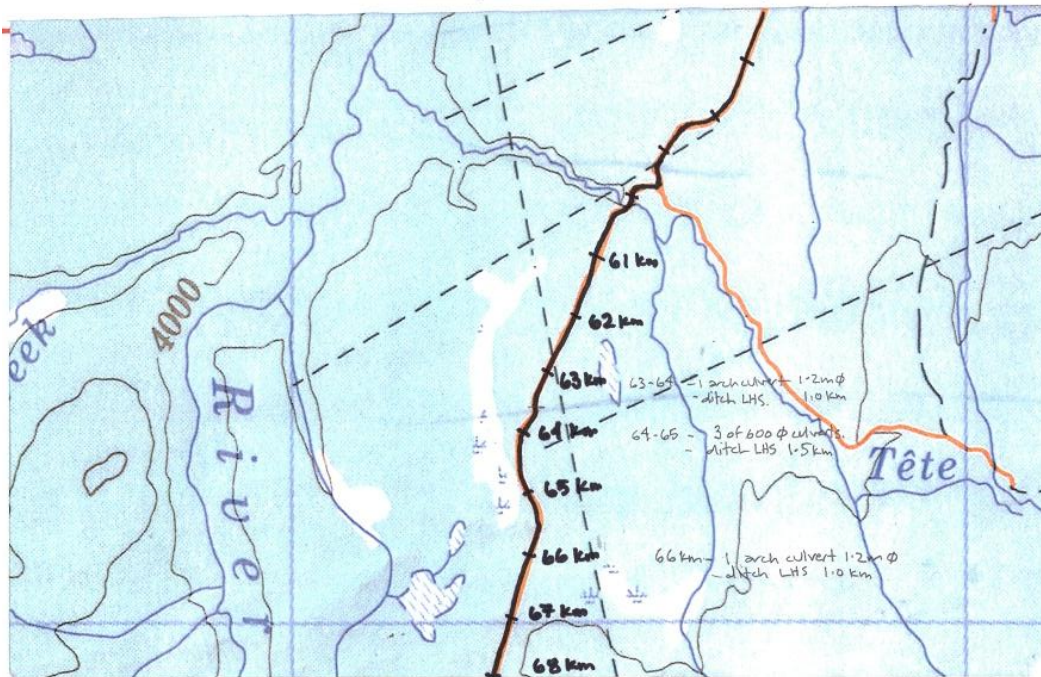 61 km
62 km
63 km
63-64 - 1 arch culvert 1.2m ø
- ditch LHS. 1.0 km
64 km
64-65 - 3 of 600 ø culverts.
- ditch LHS 1.5km
65 km
66 km
66 km - 1 arch culvert 1.2m ø
- ditch LHS 1.0 km
67 km
68 km
4000
eek
River
Tête